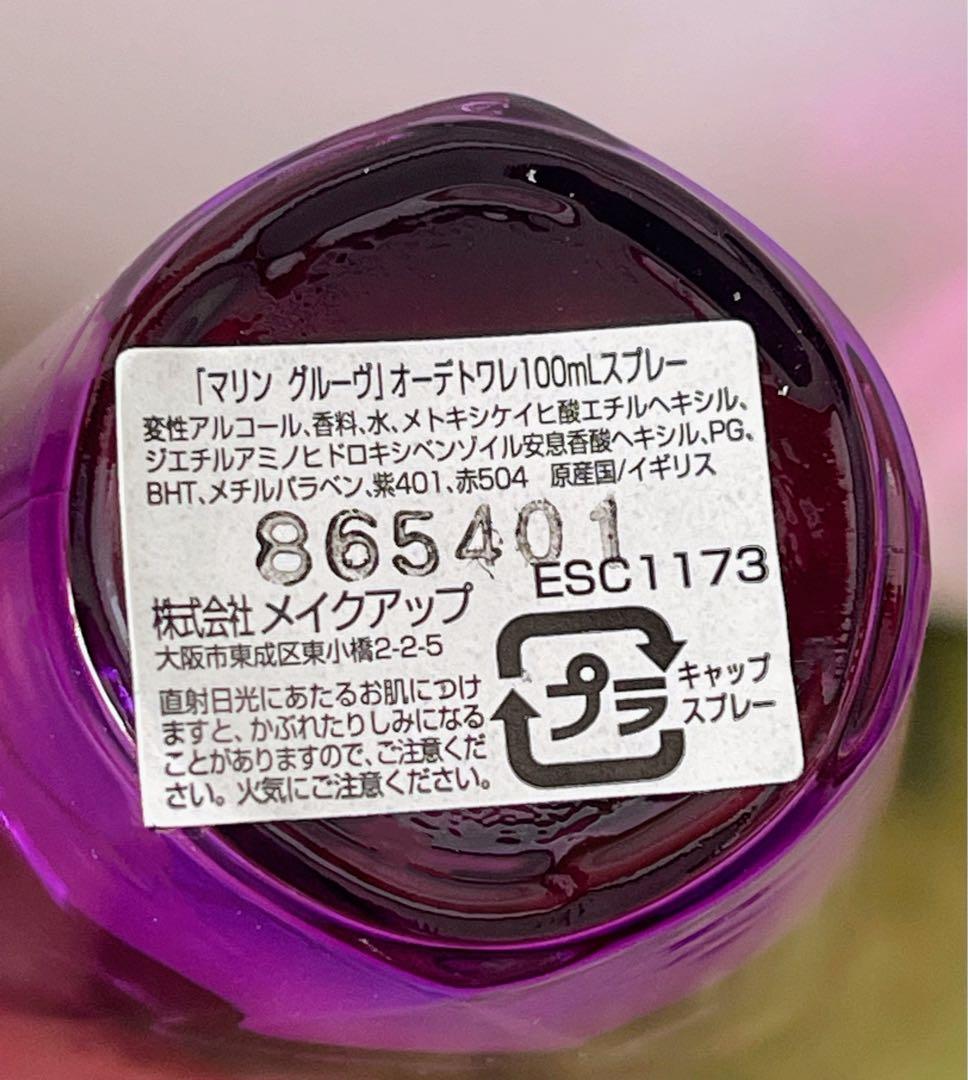 「マリン グルーヴ」オーデトワレ100mLスプレー
変性アルコール、香料、水、メトキシケイヒ酸エチルヘキシル、
ジエチルアミノヒドロキシベンゾイル安息香酸ヘキシル、PG、
BHT、メチルパラベン、紫401、赤504 原産国/イギリス
865401
ESC1173
株式会社 メイクアップ
大阪市東成区東小橋2-2-5
直射日光にあたるお肌につけ
ますと、かぶれたりしみになる
ことがありますので、ご注意くだ
さい。火気にご注意ください。
プラ
キャップ
スプレー